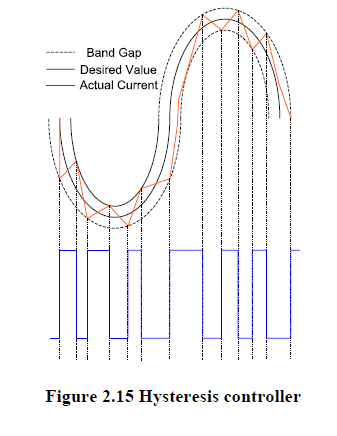 Band Gap
Desired Value
Actual Current
Figure 2.15 Hysteresis controller